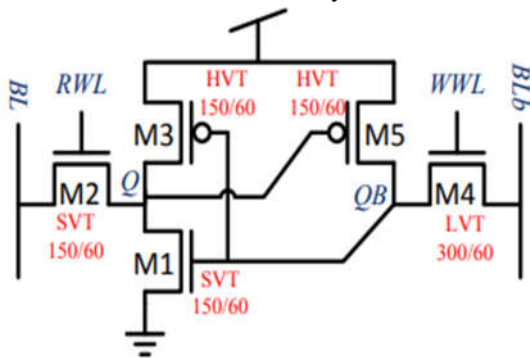 HVT
150/60
HVT
150/60
BL
RWL
WWL
BLb
M3
M5
M2
Q
QB
M4
SVT
150/60
LVT
300/60
M1
SVT
150/60